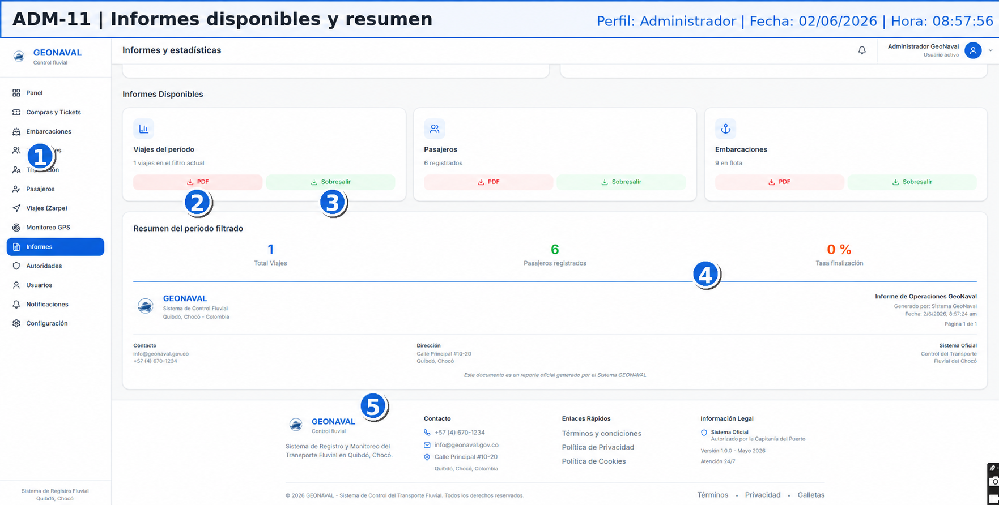 ADM-11 | Informes disponibles y resumen
Perfil: Administrador | Fecha: 02/06/2026 | Hora: 08:57:56
GEONAVAL
Control fluvial
Informes y estadísticas
Administrador GeoNaval
Usuario activo
Panel
Compras y Tickets
Embarcaciones
1
Pasajeros
Viajes (Zarpe)
Monitoreo GPS
Informes
Autoridades
Usuarios
Notificaciones
Configuración
Sistema de Registro Fluvial
Quibdó, Chocó
Informes Disponibles
Viajes del período
1 viajes en el filtro actual
PDF
Sobresalir
2
3
Pasajeros
6 registrados
PDF
Sobresalir
Embarcaciones
9 en flota
PDF
Sobresalir
Resumen del periodo filtrado
1
Total Viajes
6
Pasajeros registrados
0 %
Tasa finalización
4
GEONAVAL
Sistema de Control Fluvial
Quibdó, Chocó - Colombia
Informe de Operaciones GeoNaval
Generado por: Sistema GeoNaval
Fecha: 2/6/2026, 8:57:24 am
Página 1 de 1
Contacto
info@geonaval.gov.co
+57 (4) 670-1234
Dirección
Calle Principal #10-20
Quibdó, Chocó
Sistema Oficial
Control del Transporte
Fluvial del Chocó
Este documento es un reporte oficial generado por el Sistema GEONAVAL
5
GEONAVAL
Control fluvial
Sistema de Registro y Monitoreo del
Transporte Fluvial en Quibdó, Chocó.
Contacto
+57 (4) 670-1234
info@geonaval.gov.co
Calle Principal #10-20
Quibdó, Chocó, Colombia
Enlaces Rápidos
Términos y condiciones
Política de Privacidad
Política de Cookies
Información Legal
Sistema Oficial
Autorizado por la Capitanía del Puerto
Versión 1.0.0 - Mayo 2026
Atención 24/7
© 2026 GEONAVAL - Sistema de Control del Transporte Fluvial. Todos los derechos reservados.
Términos • Privacidad • Galletas